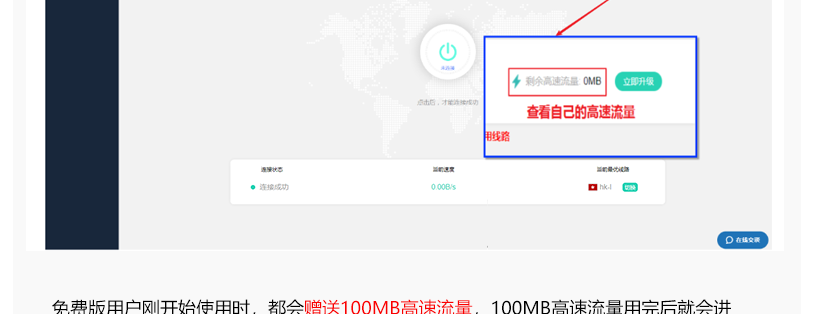 未连接
剩余高速流量 0MB 立即升级
点击后，才能连接成功
查看自己的高速流量
用线路
连接状态 当前速度 当前最优线路
连接成功 0.00B/s hk-l 切换
在线交谈
免费版用户刚开始使用时，都会赠送100MB高速流量，100MB高速流量用完后就会进